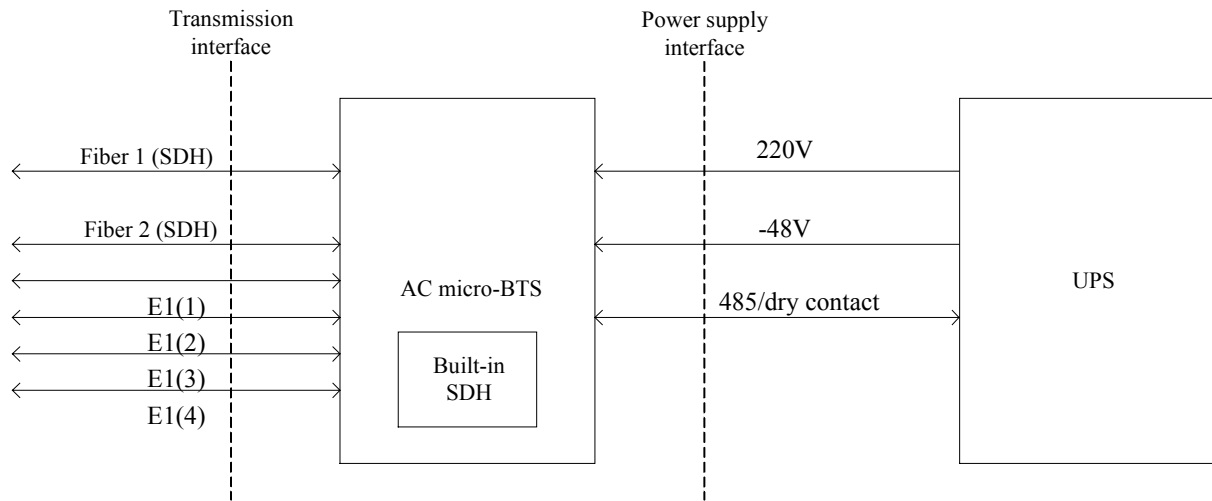 Transmission
interface
Power supply
interface
Fiber 1 (SDH)
220V
Fiber 2 (SDH)
-48V
AC micro-BTS
UPS
485/dry contact
E1(1)
E1(2)
E1(3)
E1(4)
Built-in
SDH